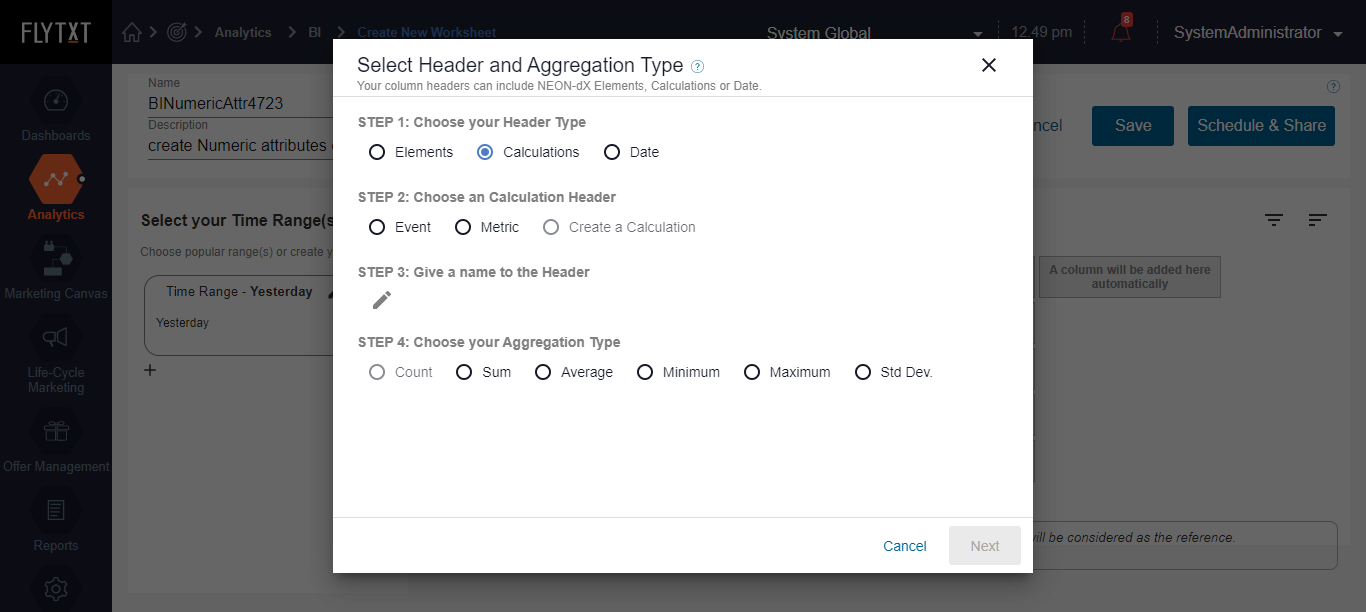 FLYTXT
Analytics
BI
Create New Worksheet
System Global
12.49 pm
8
SystemAdministrator
Dashboards
Analytics
Marketing Canvas
Life-Cycle
Marketing
Offer Management
Reports
Name
BINumericAttr4723
Description
create Numeric attributes
Save
Schedule & Share
?
Select your Time Range(s
Choose popular range(s) or create y
Time Range - Yesterday
Yesterday
+
A column will be added here
automatically
will be considered as the reference.
Select Header and Aggregation Type ?
Your column headers can include NEON-dX Elements, Calculations or Date.
STEP 1: Choose your Header Type
Elements
Calculations
Date
STEP 2: Choose an Calculation Header
Event
Metric
Create a Calculation
STEP 3: Give a name to the Header
STEP 4: Choose your Aggregation Type
Count
Sum
Average
Minimum
Maximum
Std Dev.
Cancel
Next